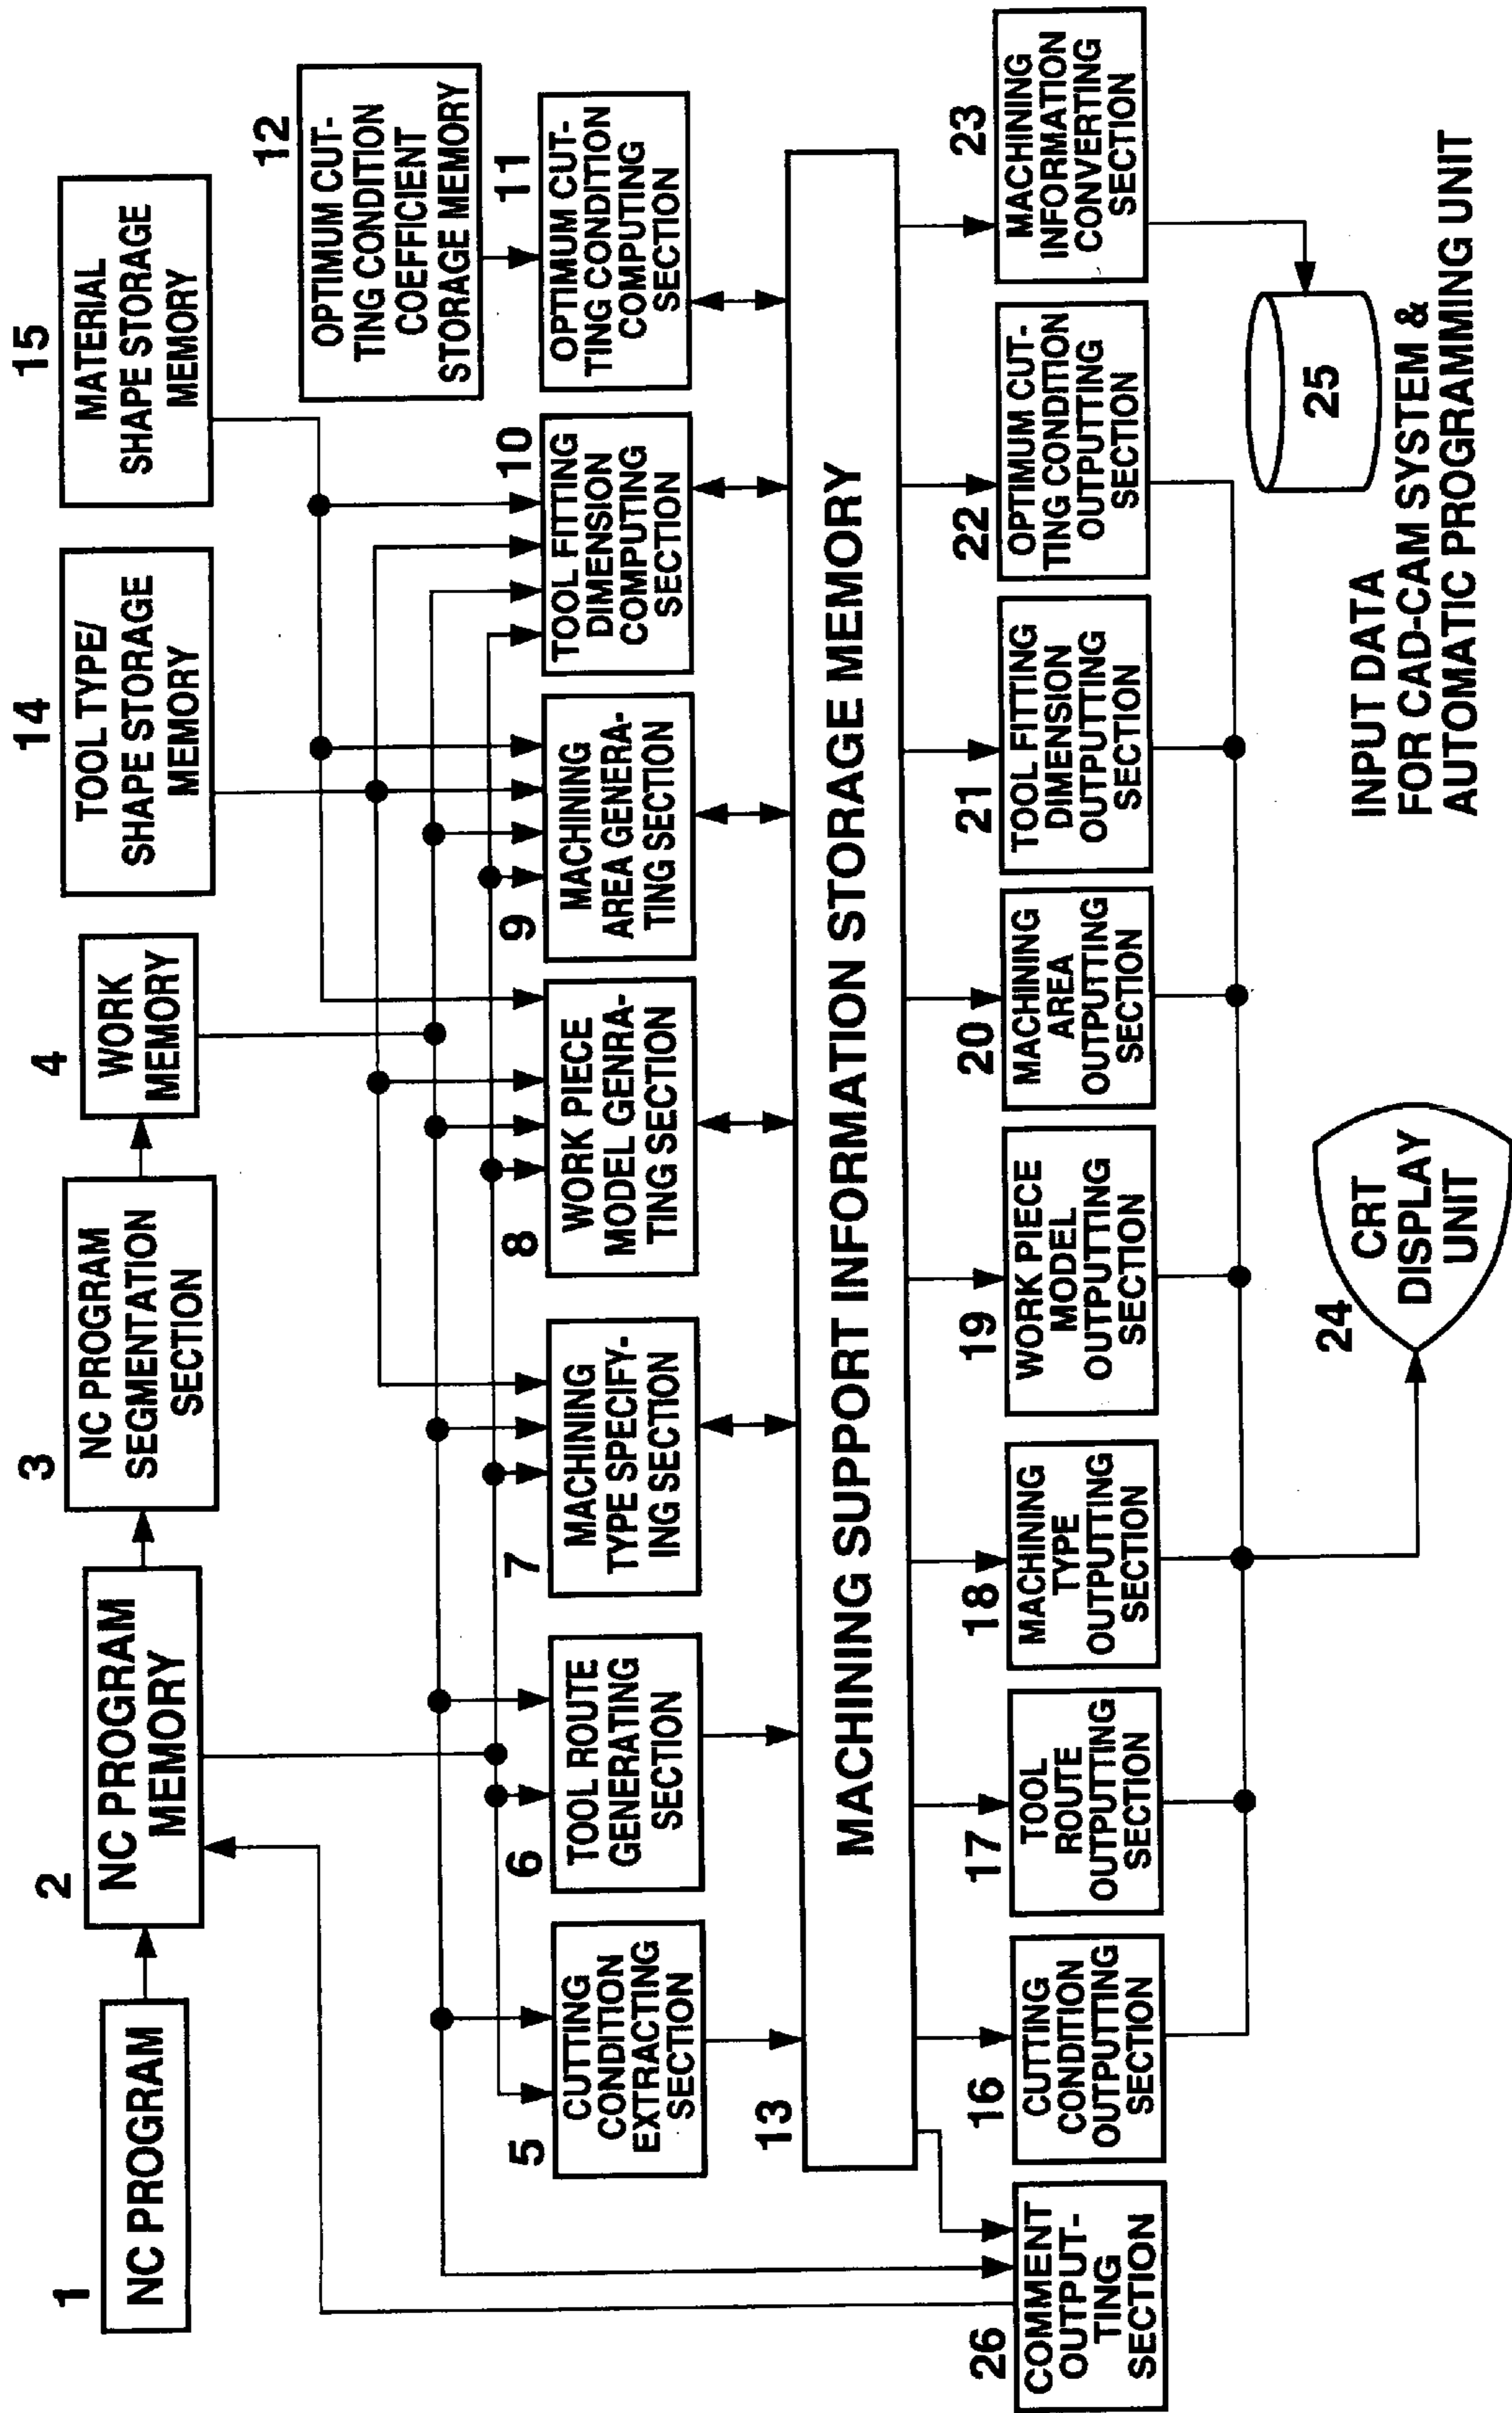 1
NC PROGRAM
2
NC PROGRAM
MEMORY
3
NC PROGRAM
SEGMENTATION
SECTION
4
WORK
MEMORY
14
TOOL TYPE/
SHAPE STORAGE
MEMORY
15
MATERIAL
SHAPE STORAGE
MEMORY
12
OPTIMUM CUT-
TING CONDITION
COEFFICIENT
STORAGE MEMORY
5
CUTTING
CONDITION
EXTRACTING
SECTION
6
TOOL ROUTE
GENERATING
SECTION
7
MACHINING
TYPE SPECIFY-
ING SECTION
8
WORK PIECE
MODEL GENRA-
TING SECTION
9
MACHINING
AREA GENERA-
TING SECTION
10
TOOL FITTING
DIMENSION
COMPUTING
SECTION
11
OPTIMUM CUT-
TING CONDITION
COMPUTING
SECTION
13
MACHINING SUPPORT INFORMATION STORAGE MEMORY
26
COMMENT
OUTPUT-
TING
SECTION
16
CUTTING
CONDITION
OUTPUTTING
SECTION
17
TOOL
ROUTE
OUTPUTTING
SECTION
18
MACHINING
TYPE
OUTPUTTING
SECTION
19
WORK PIECE
MODEL
OUTPUTTING
SECTION
20
MACHINING
AREA
OUTPUTTING
SECTION
21
TOOL FITTING
DIMENSION
OUTPUTTING
SECTION
22
OPTIMUM CUT-
TING CONDITION
OUTPUTTING
SECTION
23
MACHINING
INFORMATION
CONVERTING
SECTION
24
CRT
DISPLAY
UNIT
25
INPUT DATA
FOR CAD-CAM SYSTEM &
AUTOMATIC PROGRAMMING UNIT